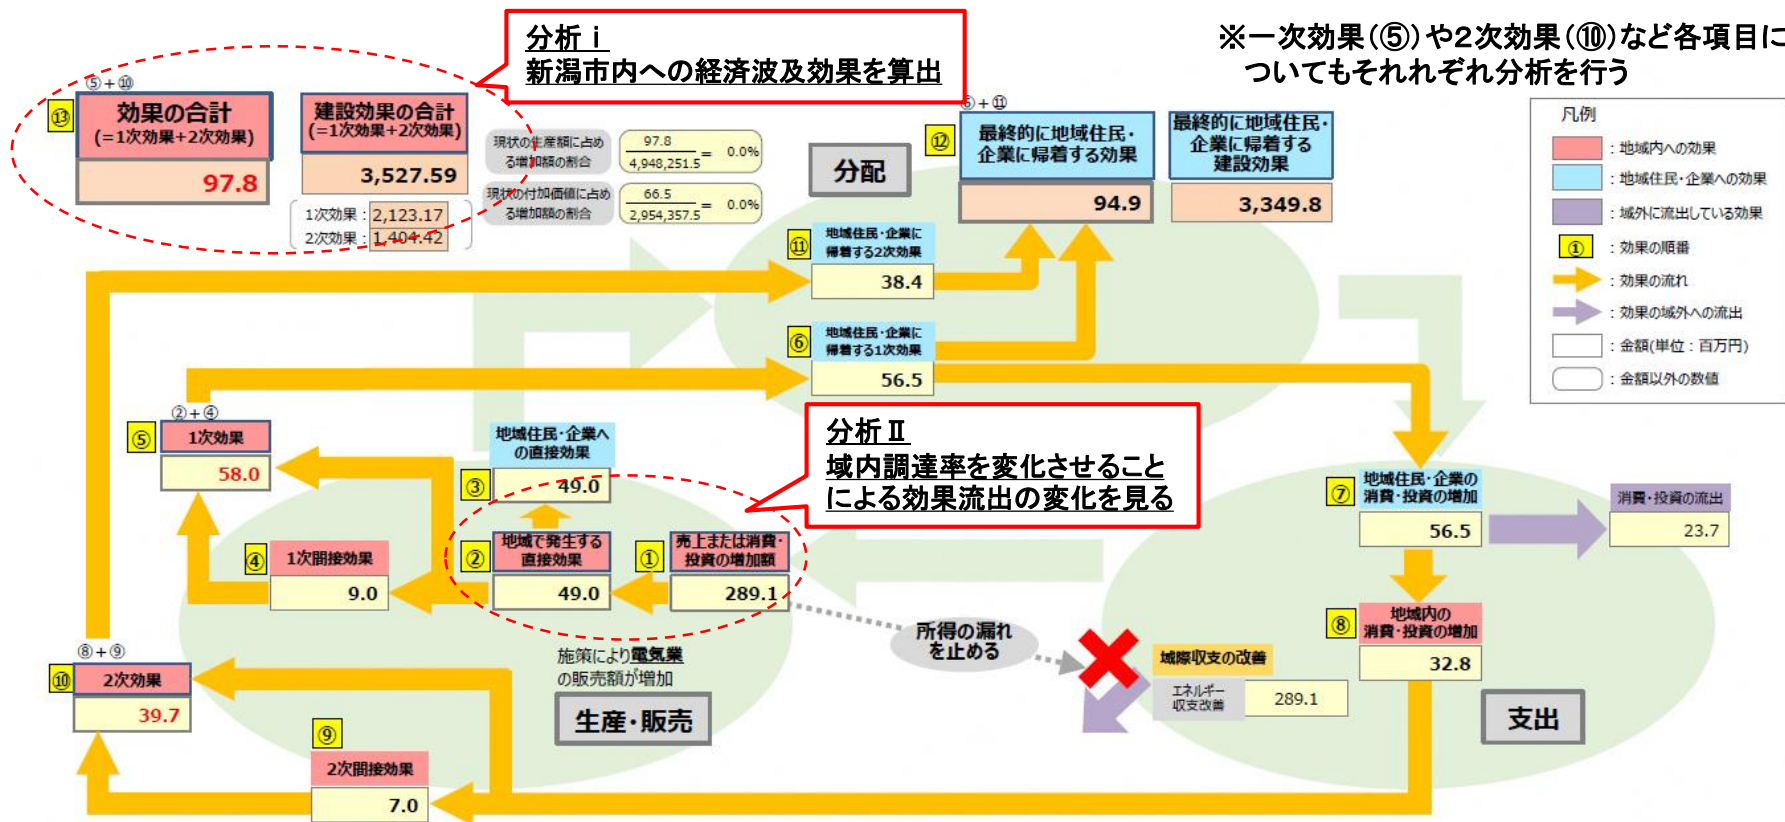 分析ⅰ
新潟市内への経済波及効果を算出
※一次効果(⑤)や2次効果(⑩)など各項目に
ついてもそれれぞれ分析を行う
⑤+⑩
⑬
効果の合計
(=1次効果+2次効果)
97.8
建設効果の合計
(=1次効果+2次効果)
3,527.59
1次効果:2,123.17
2次効果:1,404.42
現状の生産額に占め
る増加額の割合
97.8
4,948,251.5
= 0.0%
現状の付加価値に占め
る増加額の割合
66.5
2,954,357.5
= 0.0%
分配
⑥+⑪
⑫
最終的に地域住民・
企業に帰着する効果
94.9
最終的に地域住民・
企業に帰着する
建設効果
3,349.8
凡例
:地域内への効果
:地域住民・企業への効果
:域外に流出している効果
① :効果の順番
:効果の流れ
:効果の域外への流出
:金額(単位:百万円)
:金額以外の数値
⑪
地域住民・企業に
帰着する2次効果
38.4
⑥
地域住民・企業に
帰着する1次効果
56.5
②+④
⑤
1次効果
58.0
地域住民・企業へ
の直接効果
③
49.0
分析Ⅱ
域内調達率を変化させること
による効果流出の変化を見る
④
1次間接効果
9.0
②
地域で発生する
直接効果
49.0
①
売上または消費・
投資の増加額
289.1
⑦
地域住民・企業の
消費・投資の増加
56.5
消費・投資の流出
23.7
⑧
地域内の
消費・投資の増加
32.8
所得の漏れ
を止める
域際収支の改善
エネルギー
収支改善
289.1
施策により電気業
の販売額が増加
生産・販売
支出
⑧+⑨
⑩
2次効果
39.7
⑨
2次間接効果
7.0